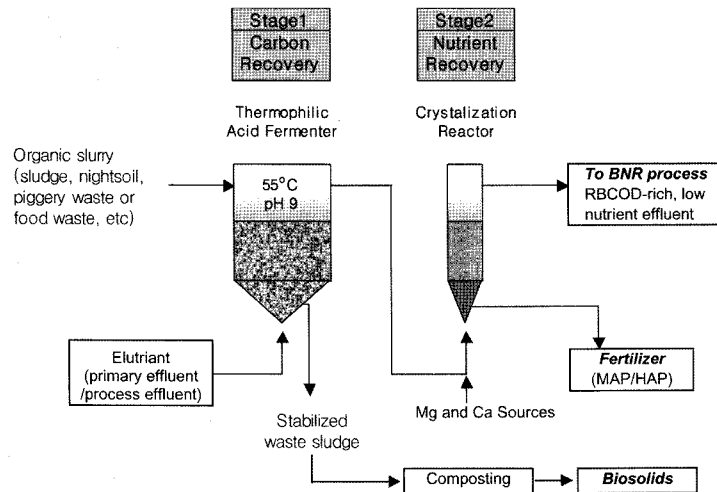 Stage1
Carbon
Recovery
Stage2
Nutrient
Recovery
Thermophilic
Acid Fermenter
Crystalization
Reactor
Organic slurry
(sludge, nightsoil,
piggery waste or
food waste, etc)
55°C
pH 9
To BNR process
RBCOD-rich, low
nutrient effluent
Elutriant
(primary effluent
/process effluent)
Fertilizer
(MAP/HAP)
Mg and Ca Sources
Stabilized
waste sludge
Composting
Biosolids